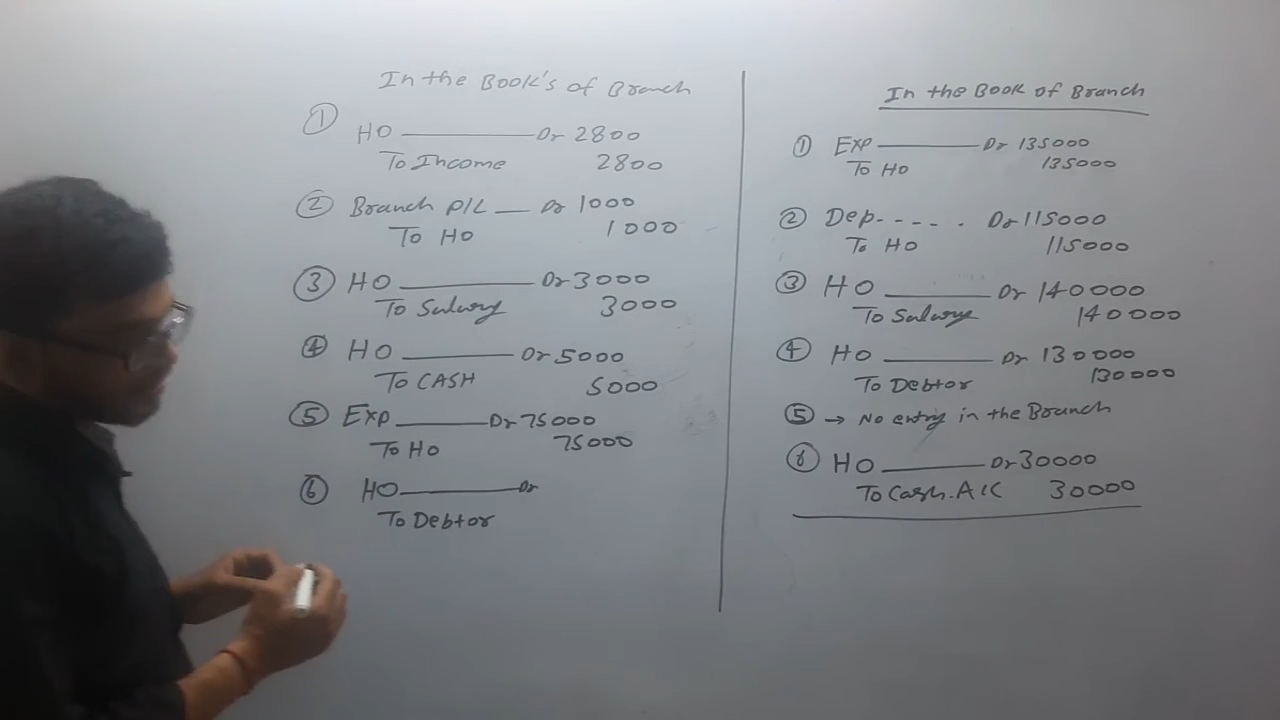 In the Book's of Branch
① HO ———— Dr 2800
To Income 2800
② Branch P/L — Dr 1000
To HO 1000
③ HO ———— Dr 3000
To Salary 3000
④ HO ———— Dr 5000
To CASH 5000
⑤ Exp ———— Dr 75000
To HO 75000
⑥ HO ———— Dr
To Debtor
In the Book of Branch
① Exp ———— Dr 135000
To HO 135000
② Dep- - - - . Dr 115000
To HO 115000
③ HO ———— Dr 140000
To Salary 140000
④ HO ———— Dr 130000
To Debtor 130000
⑤ → No entry in the Branch
⑥ HO ———— Dr 30000
To Cash.A/C 30000